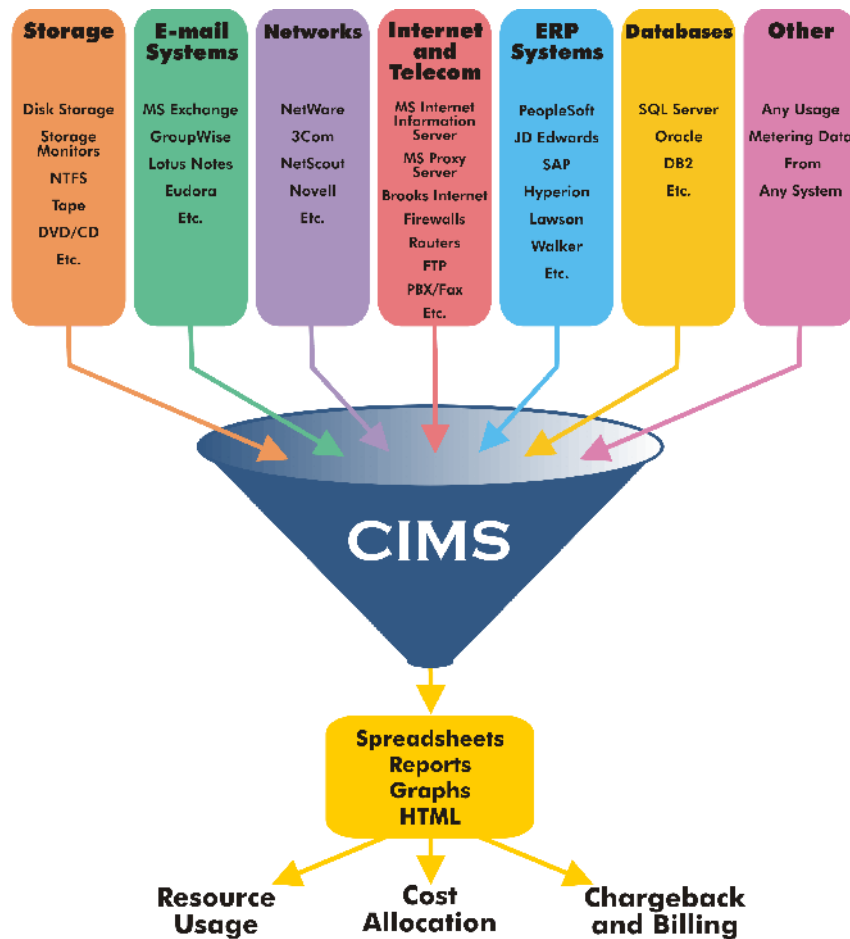 Storage
Disk Storage
Storage
Monitors
NTFS
Tape
DVD/CD
Etc.
E-mail
Systems
MS Exchange
GroupWise
Lotus Notes
Eudora
Etc.
Networks
NetWare
3Com
NetScout
Novell
Etc.
Internet
and
Telecom
MS Internet
Information
Server
MS Proxy
Server
Brooks Internet
Firewalls
Routers
FTP
PBX/Fax
Etc.
ERP
Systems
PeopleSoft
JD Edwards
SAP
Hyperion
Lawson
Walker
Etc.
Databases
SQL Server
Oracle
DB2
Etc.
Other
Any Usage
Metering Data
From
Any System
CIMS
Spreadsheets
Reports
Graphs
HTML
Resource
Usage
Cost
Allocation
Chargeback
and Billing